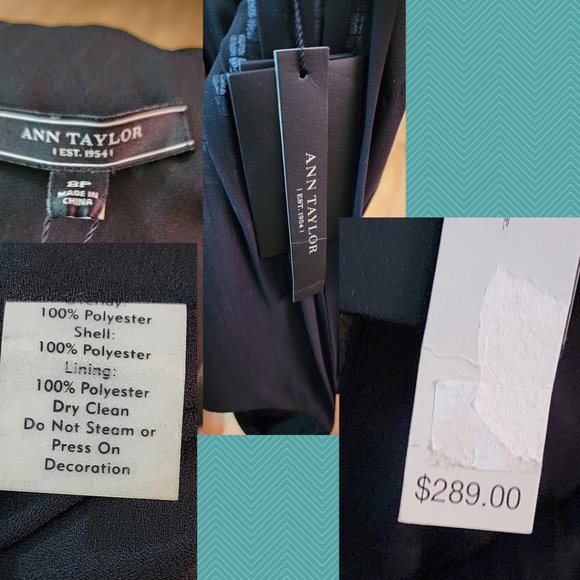 ANN TAYLOR
EST. 1954
8P
MADE IN
CHINA
ANN TAYLOR
EST. 1954
Overlay:
100% Polyester
Shell:
100% Polyester
Lining:
100% Polyester
Dry Clean
Do Not Steam or
Press On
Decoration
$289.00